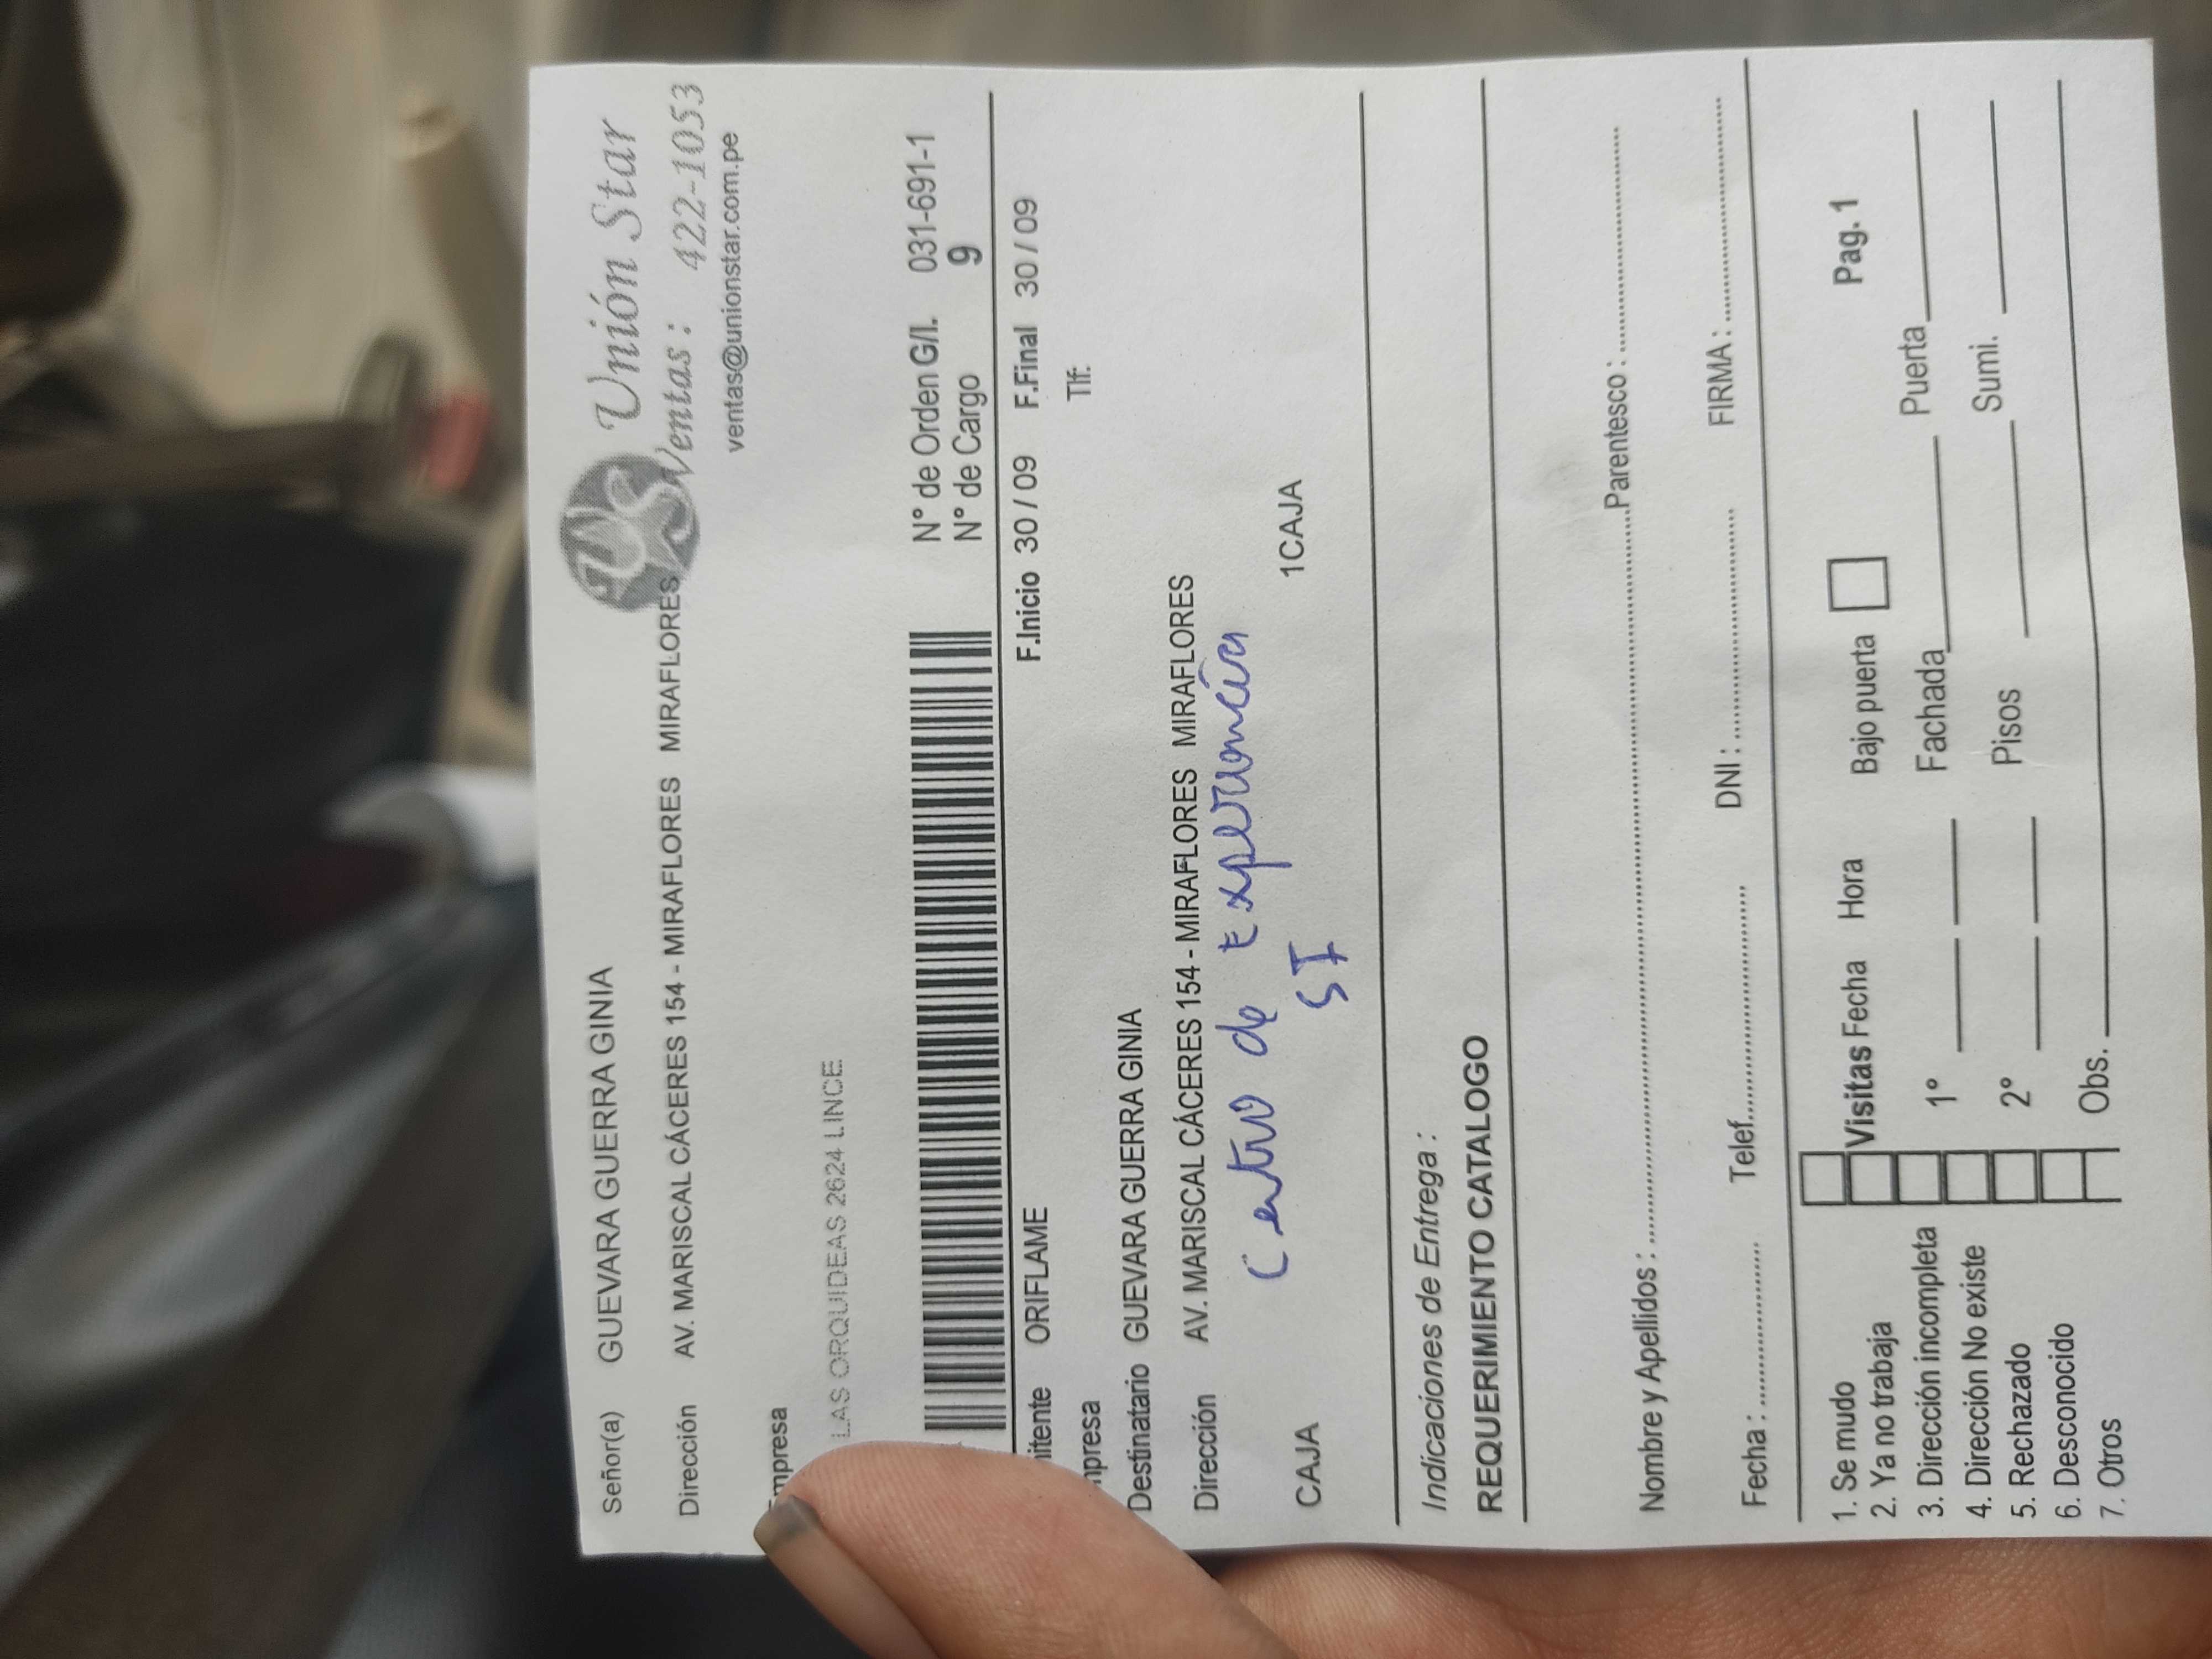 Unión Star
Ventas: 422-1053
ventas@unionstar.com.pe
Señor(a) GUEVARA GUERRA GINIA
Dirección AV. MARISCAL CÁCERES 154 - MIRAFLORES MIRAFLORES
Empresa
LAS ORQUIDEAS 2624 LINCE
N° de Orden G/I. 031-691-1
N° de Cargo 9
F.Inicio 30 / 09 F.Final 30 / 09
mitente ORIFLAME
Tlf:
mpresa
Destinatario GUEVARA GUERRA GINIA
Dirección AV. MARISCAL CÁCERES 154 - MIRAFLORES MIRAFLORES
Centro de Experiencia
SI
CAJA 1CAJA
Indicaciones de Entrega :
REQUERIMIENTO CATALOGO
Nombre y Apellidos : Parentesco :
Fecha : Telef. DNI : FIRMA :
1. Se mudo
2. Ya no trabaja
3. Dirección incompleta
4. Dirección No existe
5. Rechazado
6. Desconocido
7. Otros
Visitas Fecha Hora Bajo puerta Pag.1
1° Fachada Puerta
2° Pisos Sumi.
Obs.